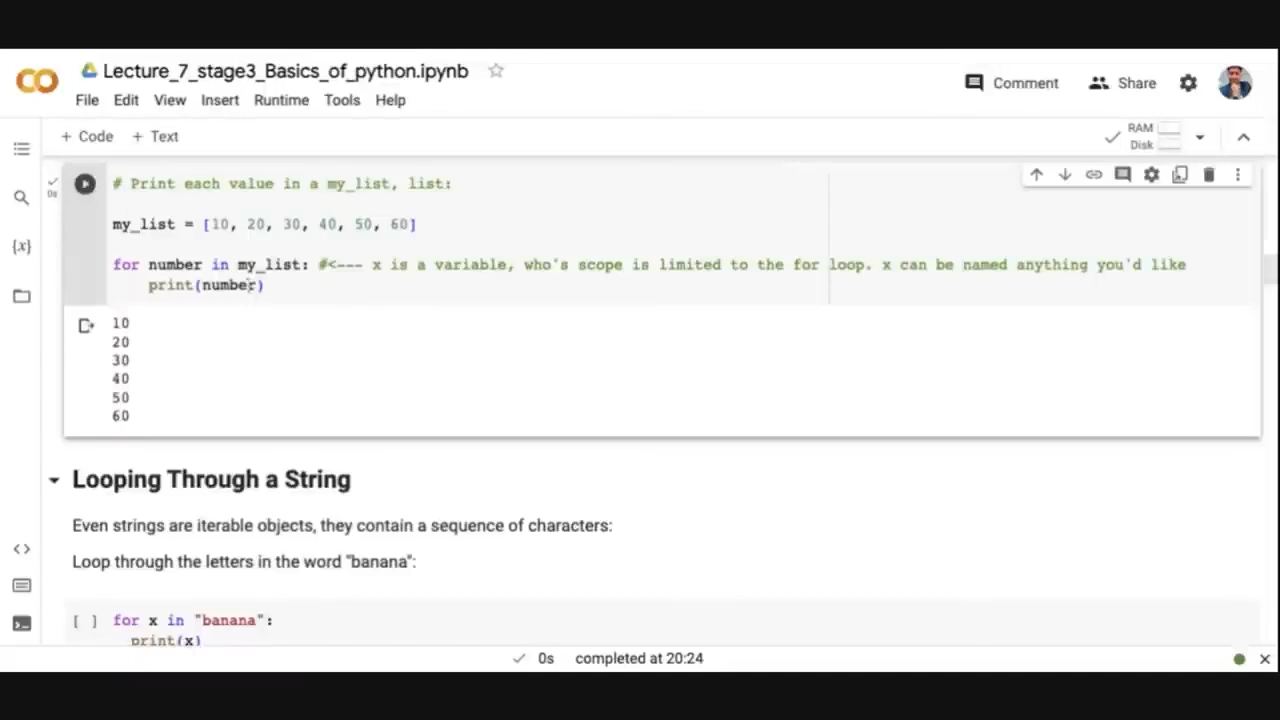 Lecture_7_stage3_Basics_of_python.ipynb
File Edit View Insert Runtime Tools Help
Comment
Share
+ Code + Text
RAM
Disk
0s
# Print each value in a my_list, list:
my_list = [10, 20, 30, 40, 50, 60]
for number in my_list: #<--- x is a variable, who's scope is limited to the for loop. x can be named anything you'd like
print(number)
10
20
30
40
50
60
Looping Through a String
Even strings are iterable objects, they contain a sequence of characters:
Loop through the letters in the word "banana":
[ ] for x in "banana":
print(x)
0s completed at 20:24